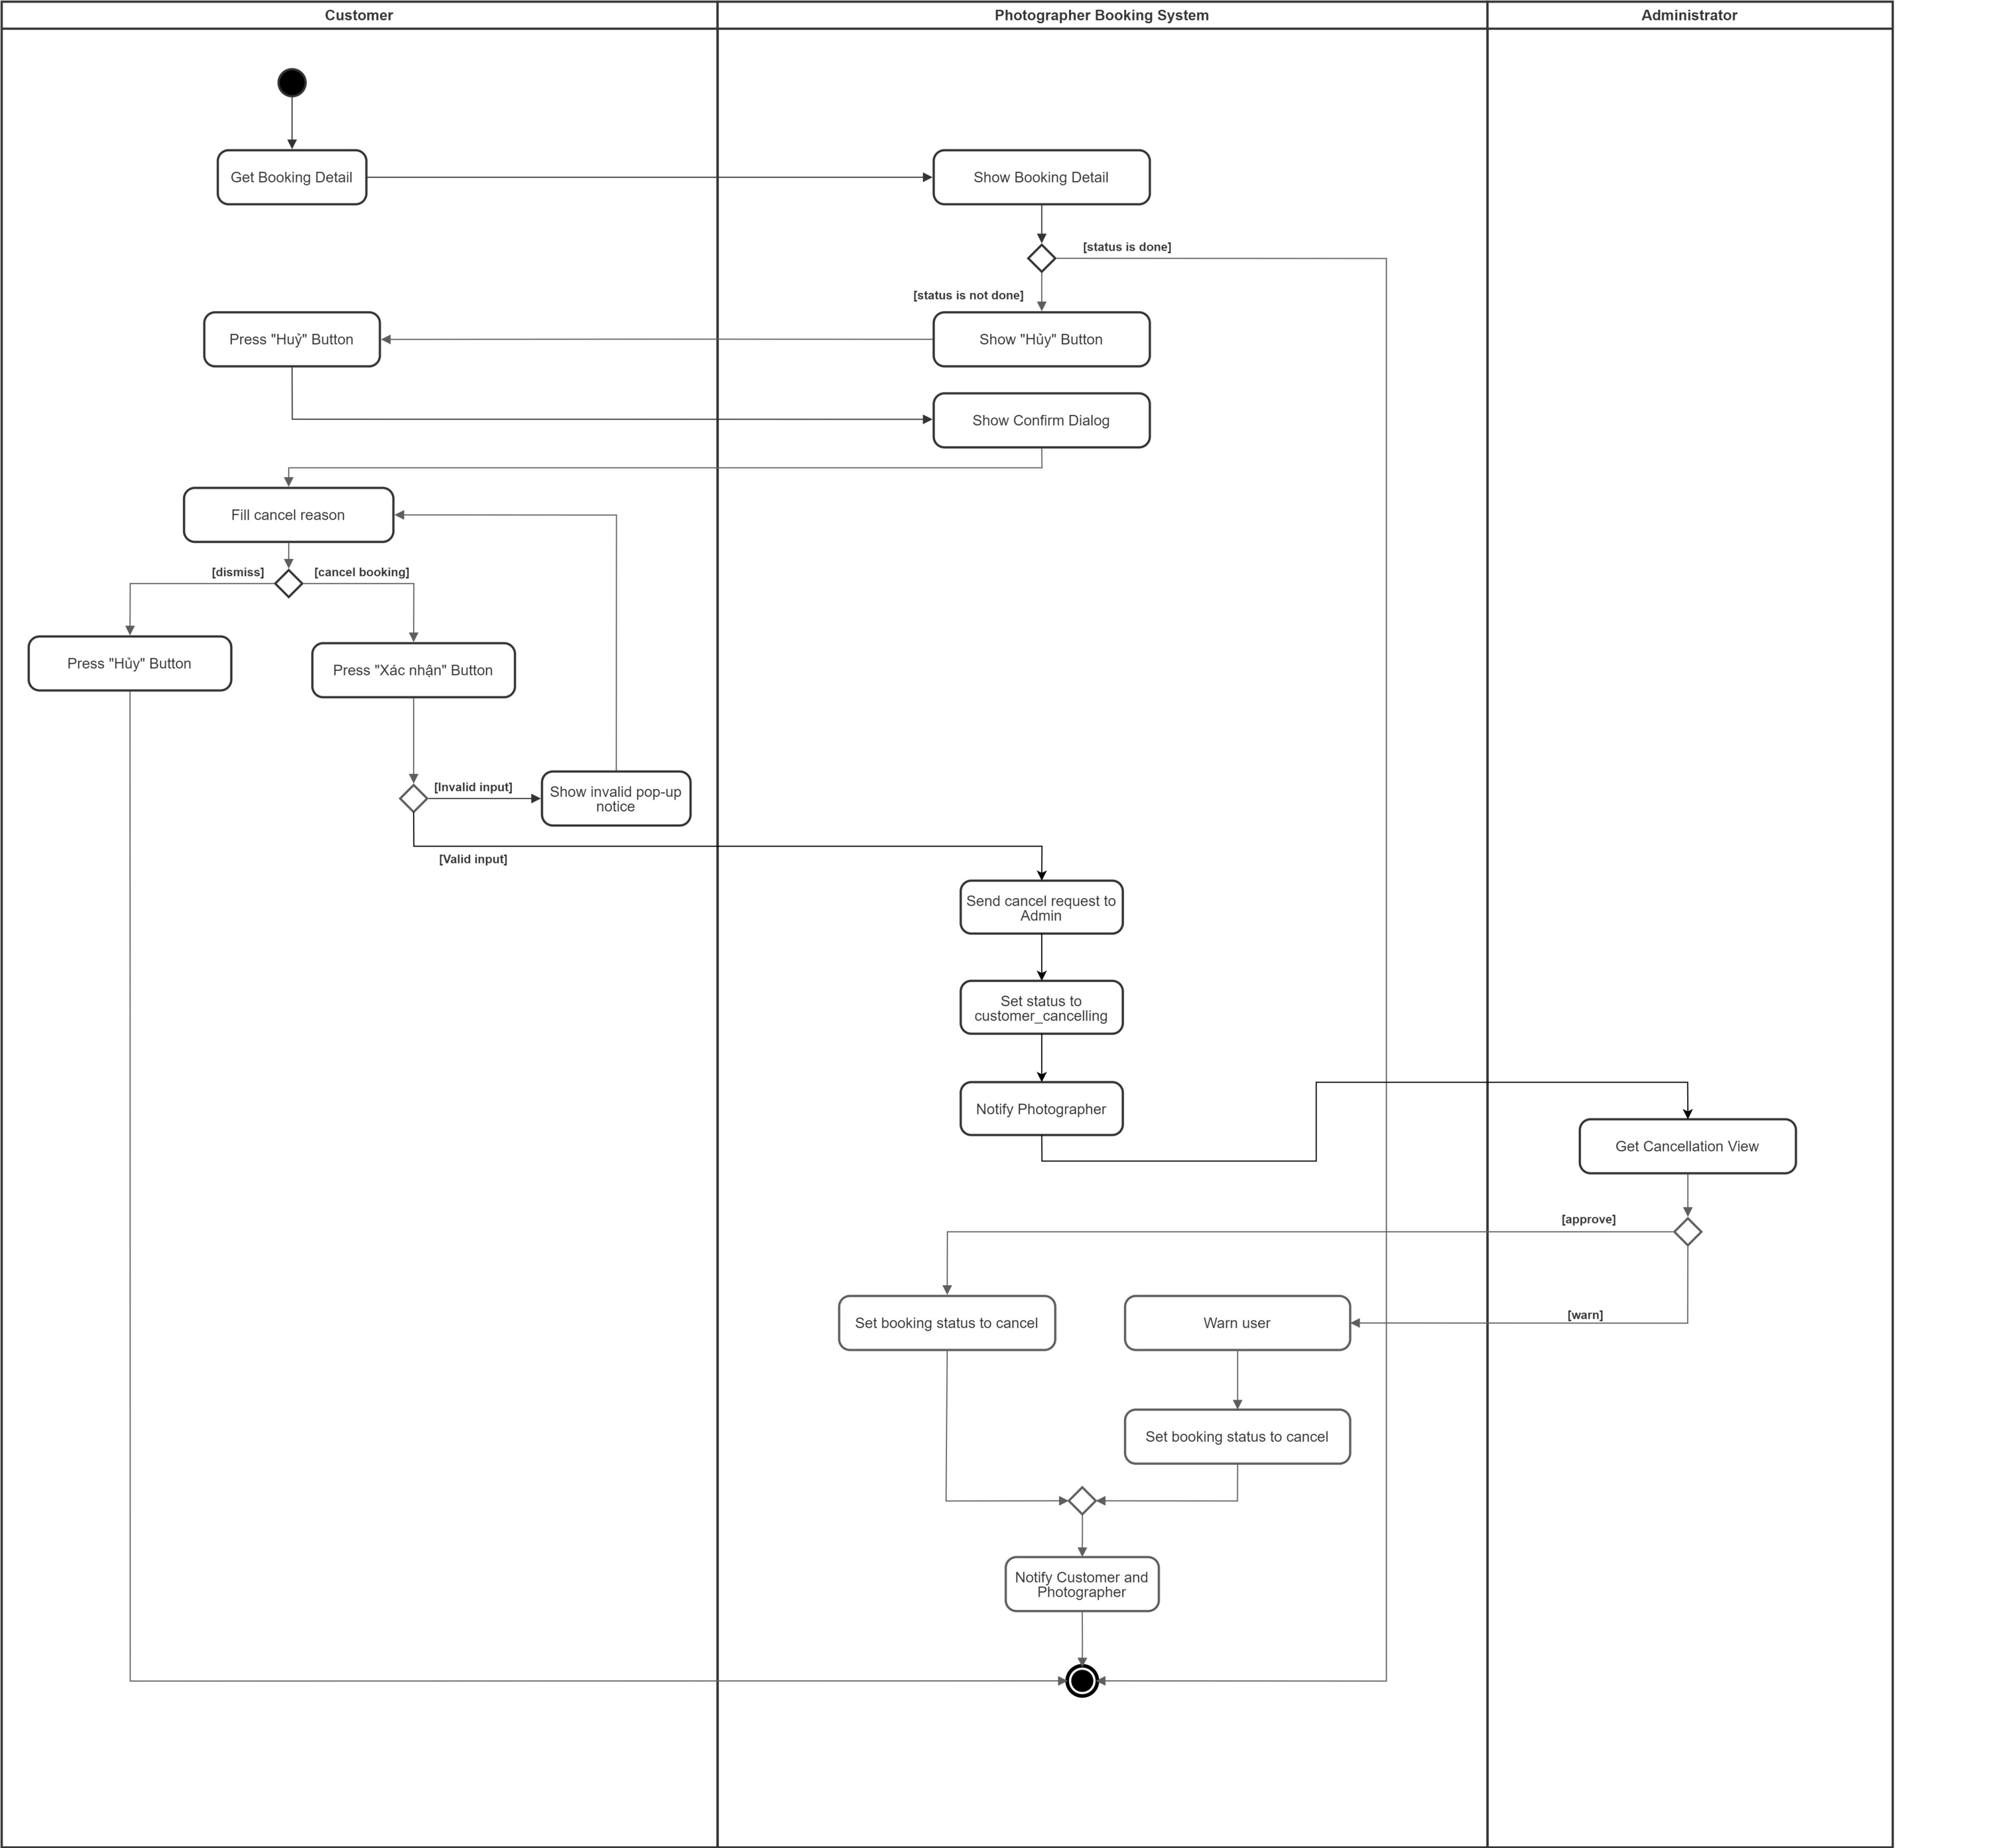 Customer
Photographer Booking System
Administrator
Get Booking Detail
Show Booking Detail
[status is done]
[status is not done]
Press "Huỷ" Button
Show "Hủy" Button
Show Confirm Dialog
Fill cancel reason
[dismiss]
[cancel booking]
Press "Hủy" Button
Press "Xác nhận" Button
[Invalid input]
Show invalid pop-up
notice
[Valid input]
Send cancel request to
Admin
Set status to
customer_cancelling
Notify Photographer
Get Cancellation View
[approve]
[warn]
Set booking status to cancel
Warn user
Set booking status to cancel
Notify Customer and
Photographer